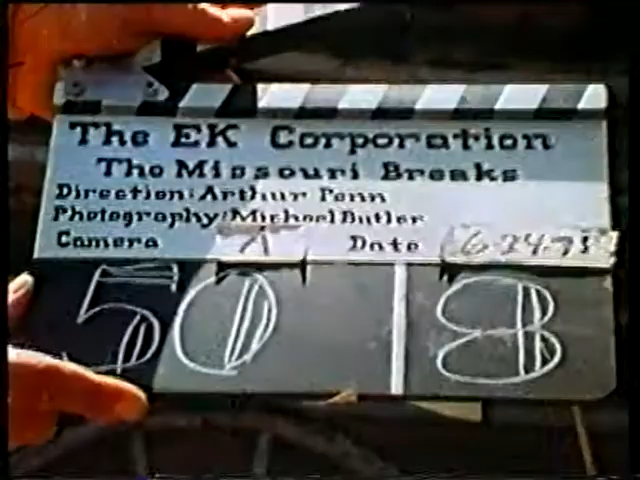 The EK Corporation
The Missouri Breaks
Direction: Arthur Penn
Photography: Michael Butler
Camera A Date 6-24-75
50 8